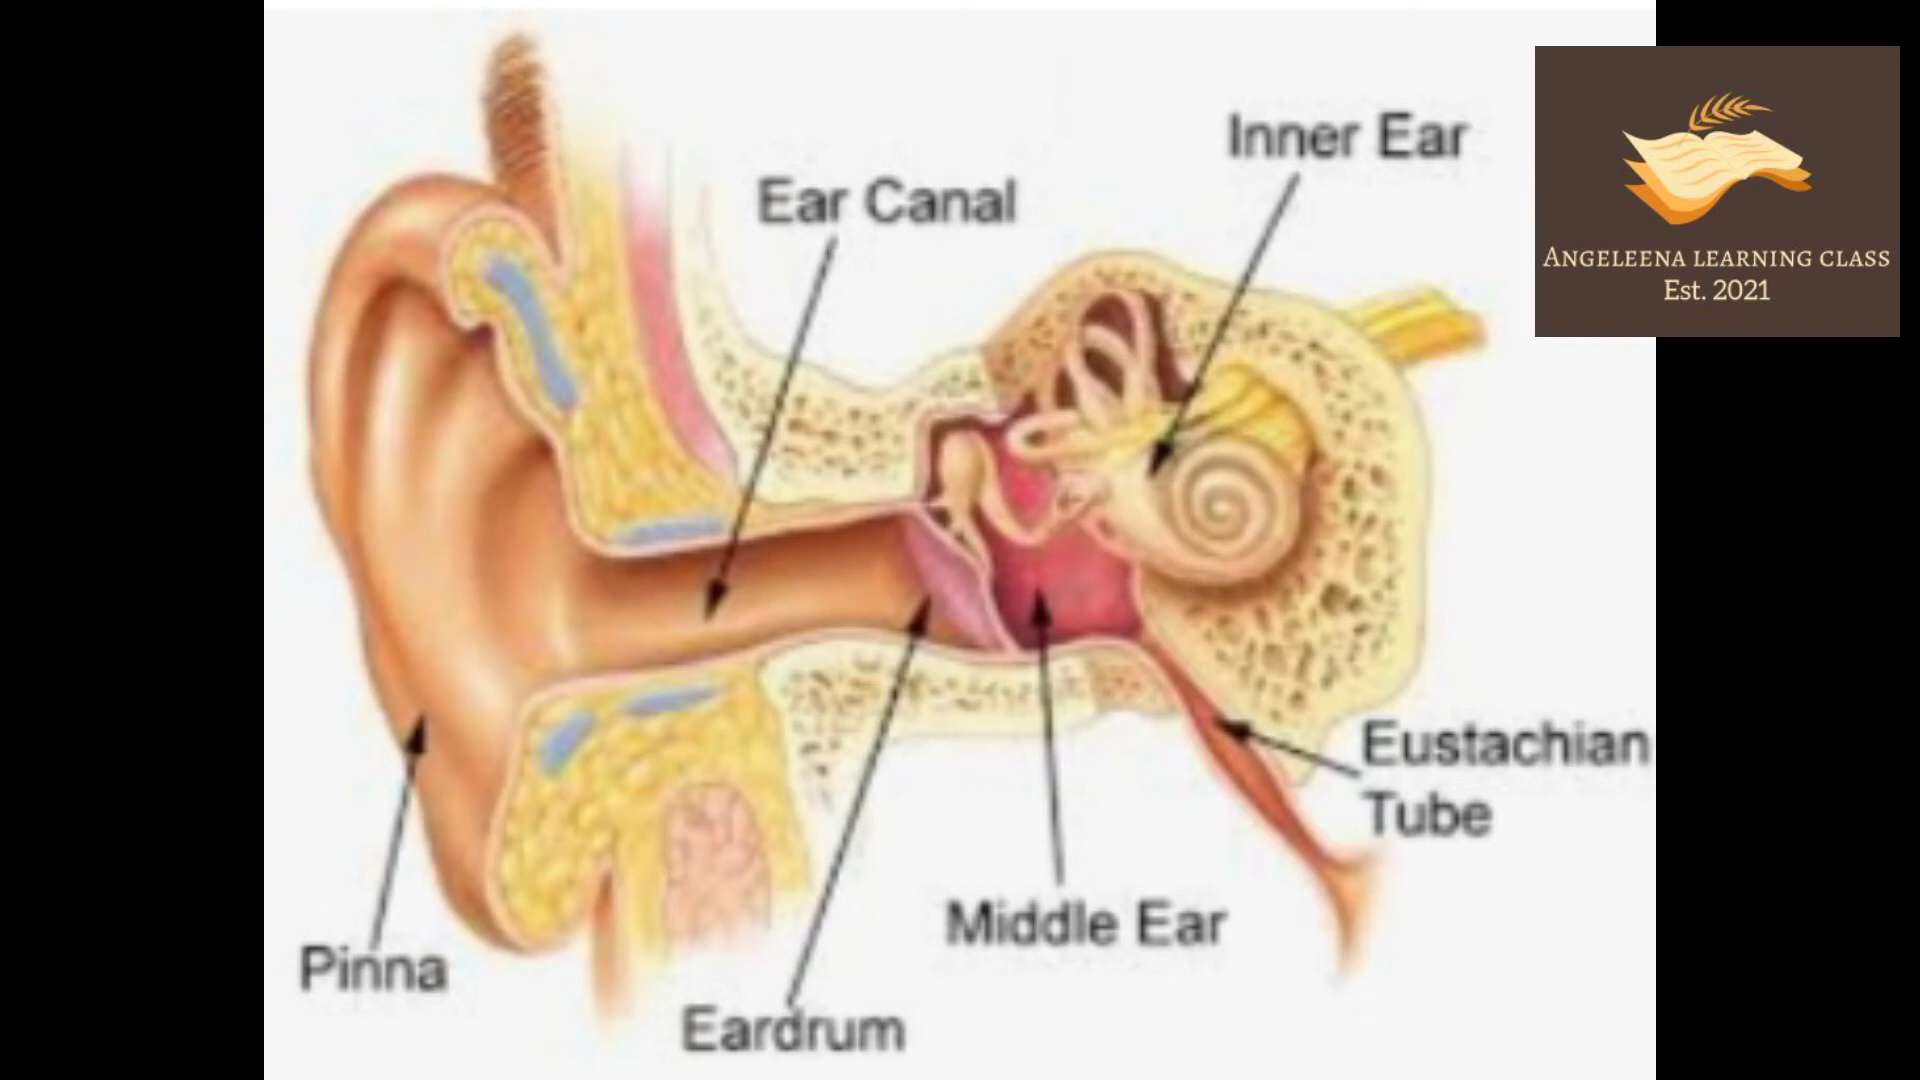 Inner Ear
Ear Canal
ANGELEENA LEARNING CLASS
Est. 2021
Eustachian
Tube
Middle Ear
Pinna
Eardrum